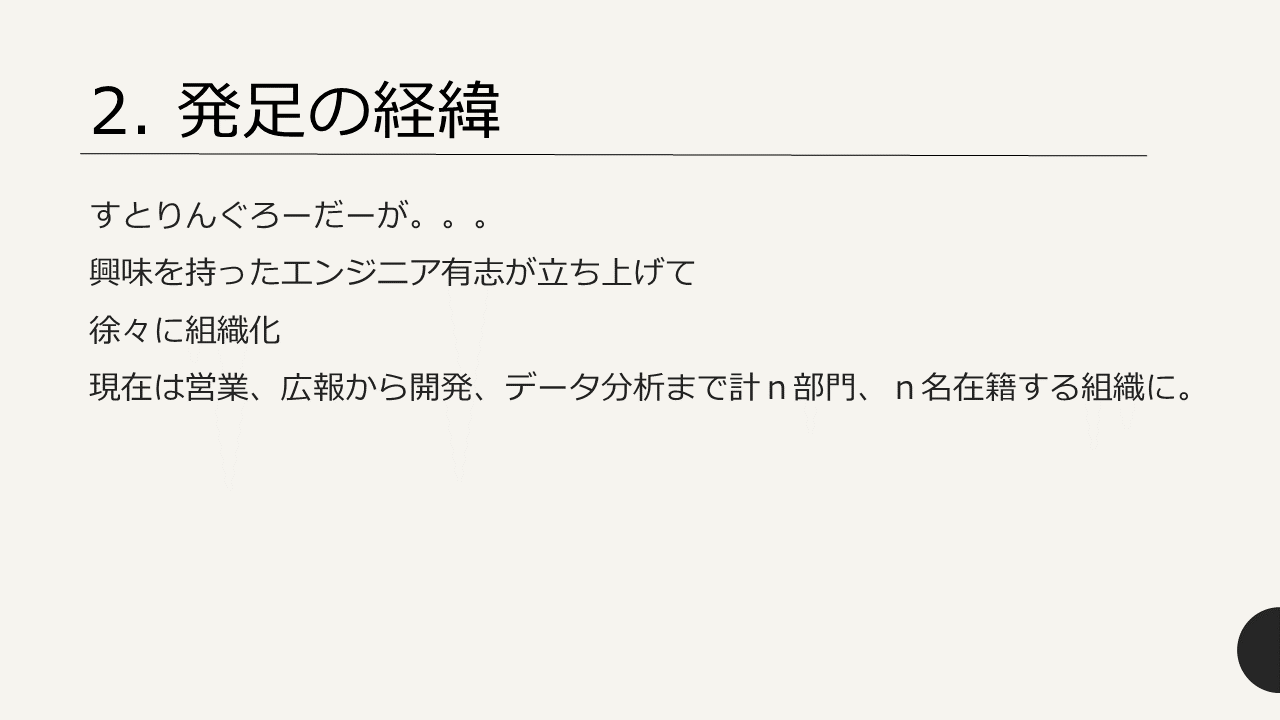 2. 発足の経緯
すとりんぐろーだーが。。。
興味を持ったエンジニア有志が立ち上げて
徐々に組織化
現在は営業、広報から開発、データ分析まで計ｎ部門、ｎ名在籍する組織に。